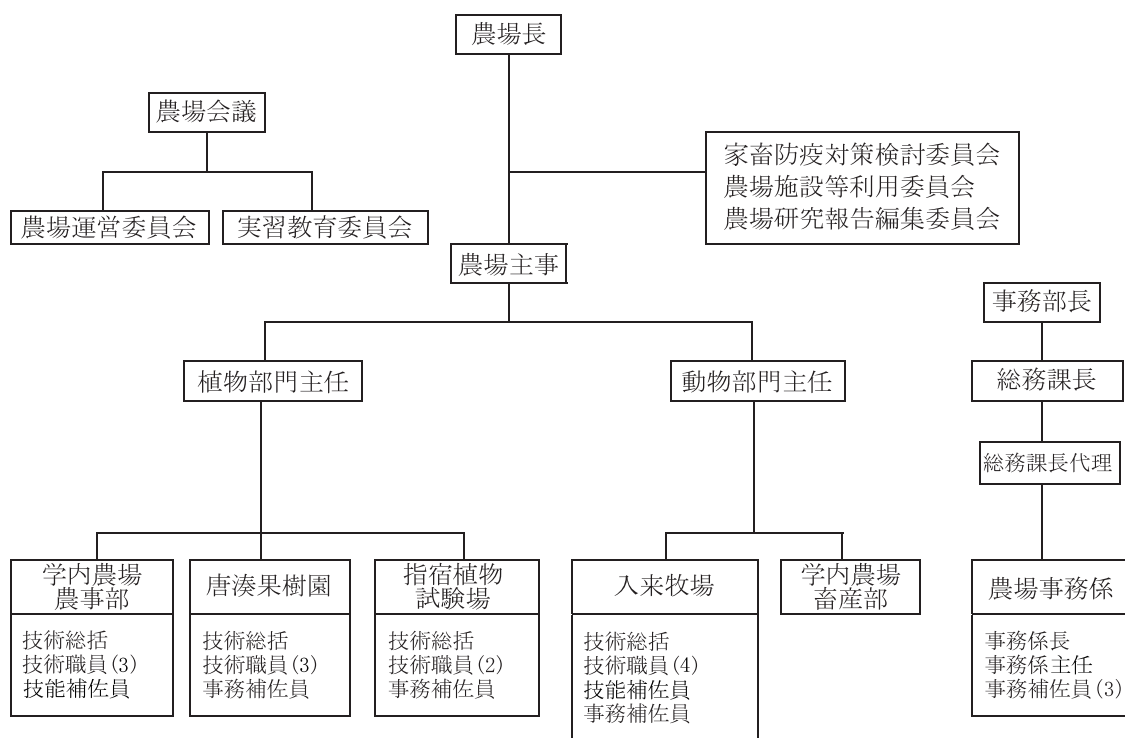 農場長
農場会議
農場運営委員会
実習教育委員会
家畜防疫対策検討委員会
農場施設等利用委員会
農場研究報告編集委員会
農場主事
事務部長
植物部門主任
動物部門主任
総務課長
総務課長代理
学内農場
農事部
技術総括
技術職員(3)
技能補佐員
唐湊果樹園
技術総括
技術職員(3)
事務補佐員
指宿植物
試験場
技術総括
技術職員(2)
事務補佐員
入来牧場
技術総括
技術職員(4)
技能補佐員
事務補佐員
学内農場
畜産部
農場事務係
事務係長
事務係主任
事務補佐員(3)